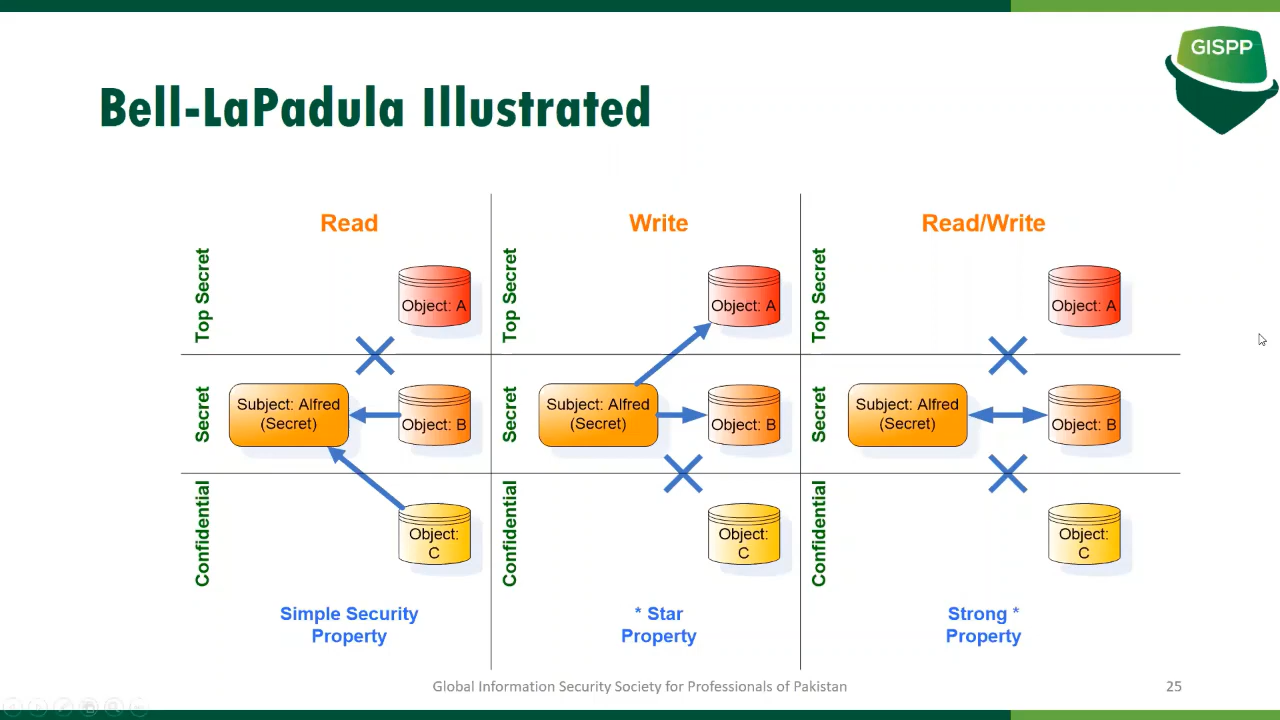 GISPP
Bell-LaPadula Illustrated
Read
Top Secret
Object: A
Secret
Subject: Alfred
(Secret)
Object: B
Confidential
Object:
C
Simple Security
Property
Write
Top Secret
Object: A
Secret
Subject: Alfred
(Secret)
Object: B
Confidential
Object:
C
* Star
Property
Read/Write
Top Secret
Object: A
Secret
Subject: Alfred
(Secret)
Object: B
Confidential
Object:
C
Strong *
Property
Global Information Security Society for Professionals of Pakistan
25